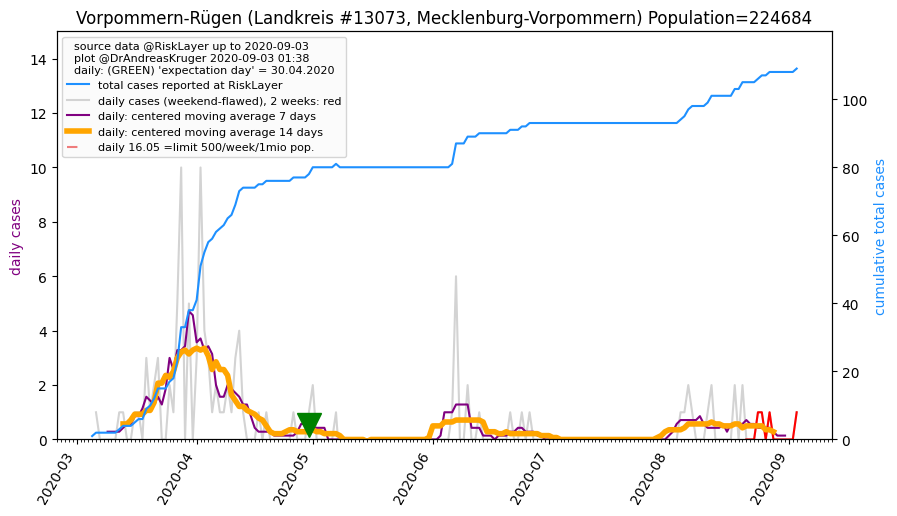 Vorpommern-Rügen (Landkreis #13073, Mecklenburg-Vorpommern) Population=224684
source data @RiskLayer up to 2020-09-03
plot @DrAndreasKruger 2020-09-03 01:38
daily: (GREEN) 'expectation day' = 30.04.2020
total cases reported at RiskLayer
daily cases (weekend-flawed), 2 weeks: red
daily: centered moving average 7 days
daily: centered moving average 14 days
daily 16.05 =limit 500/week/1mio pop.
daily cases
14
12
10
8
6
4
2
0
cumulative total cases
100
80
60
40
20
0
2020-03
2020-04
2020-05
2020-06
2020-07
2020-08
2020-09